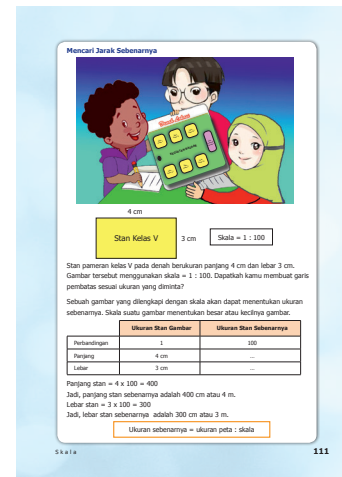 Mencari Jarak Sebenarnya
4 cm
Stan Kelas V
3 cm
Skala = 1 : 100
Stan pameran kelas V pada denah berukuran panjang 4 cm dan lebar 3 cm.
Gambar tersebut menggunakan skala = 1 : 100. Dapatkah kamu membuat garis
pembatas sesuai ukuran yang diminta?
Sebuah gambar yang dilengkapi dengan skala akan dapat menentukan ukuran
sebenarnya. Skala suatu gambar menentukan besar atau kecilnya gambar.
Ukuran Stan Gambar Ukuran Stan Sebenarnya
Perbandingan 1 100
Panjang 4 cm ...
Lebar 3 cm ...
Panjang stan = 4 x 100 = 400
Jadi, panjang stan sebenarnya adalah 400 cm atau 4 m.
Lebar stan = 3 x 100 = 300
Jadi, lebar stan sebenarnya adalah 300 cm atau 3 m.
Ukuran sebenarnya = ukuran peta : skala
Skala 111